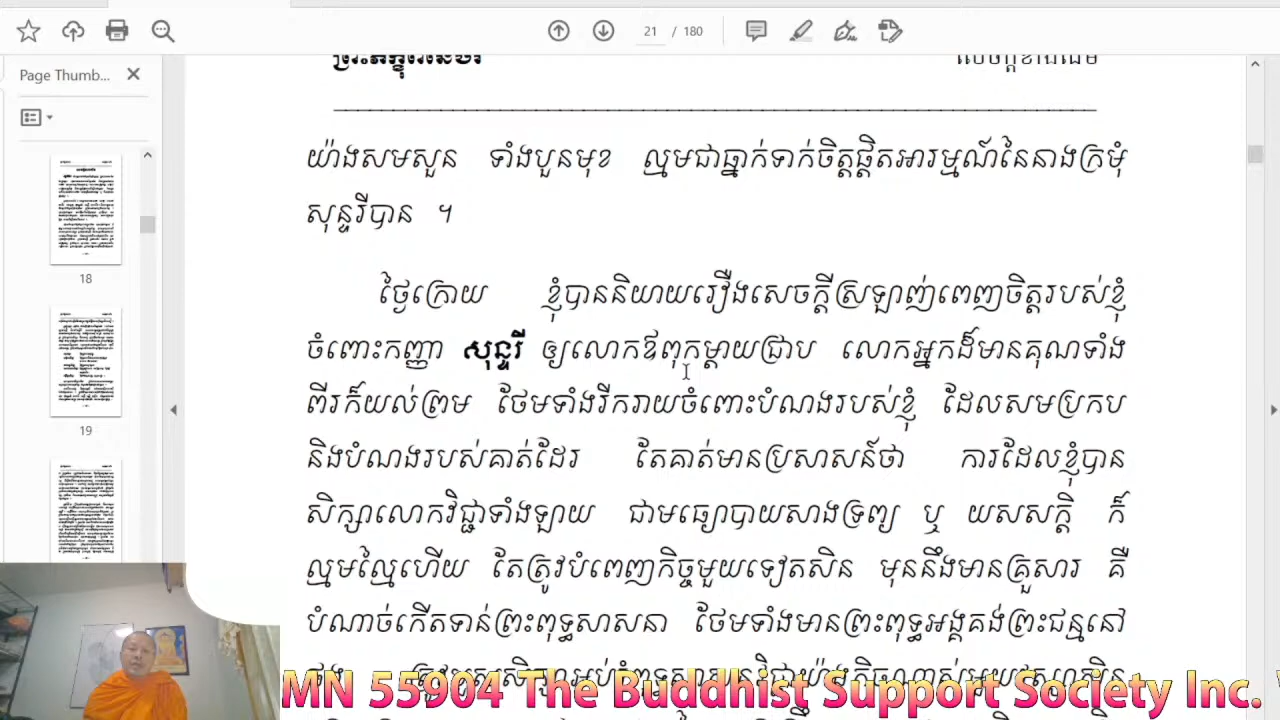 21 / 180
Page Thumb...
យ៉ាងសមសួន ទាំងបួនមុខ ល្មមជាធ្នាក់ទាក់ចិត្តផ្តិតអារម្មណ៍នៃនាងក្រមុំ
សុន្ទរីបាន ។
ថ្ងៃក្រោយ ខ្ញុំបាននិយាយរឿងសេចក្តីស្រឡាញ់ពេញចិត្តរបស់ខ្ញុំ
ចំពោះកញ្ញា សុន្ទរី ឲ្យលោកឪពុកម្តាយជ្រាប លោកអ្នកដ៏មានគុណទាំង
ពីរក៏យល់ព្រម ថែមទាំងរីករាយចំពោះបំណងរបស់ខ្ញុំ ដែលសមប្រកប
និងបំណងរបស់គាត់ដែរ តែគាត់មានប្រសាសន៍ថា ការដែលខ្ញុំបាន
សិក្សាលោកវិជ្ជាទាំងឡាយ ជាមធ្យោបាយសាងទ្រព្យ ឬ យសសក្តិ ក៏
ល្មមល្មៃហើយ តែត្រូវបំពេញកិច្ចមួយទៀតសិន មុននឹងមានគ្រួសារ គឺ
បំណាច់កើតទាន់ព្រះពុទ្ធសាសនា ថែមទាំងមានព្រះពុទ្ធអង្គគង់ព្រះជន្មនៅ
18
19
MN 55904 The Buddhist Support Society Inc.